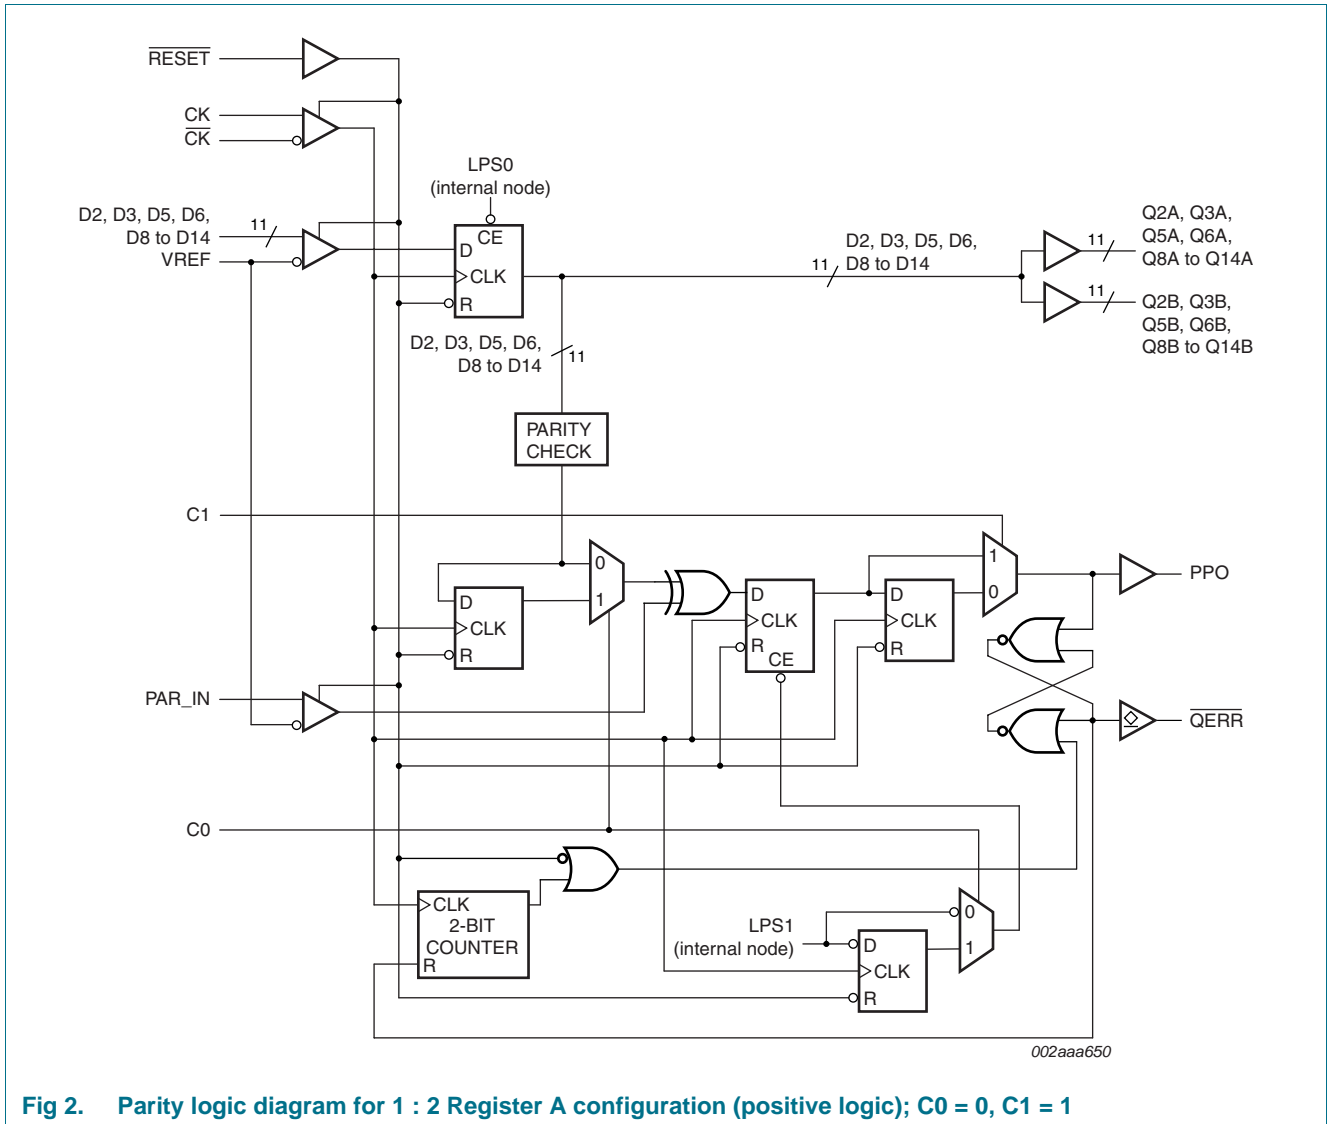 RESET
CK
CK
LPS0
(internal node)
D2, D3, D5, D6,
D8 to D14
VREF
11
CE
D
CLK
R
D2, D3, D5, D6,
D8 to D14
11
11
Q2A, Q3A,
Q5A, Q6A,
Q8A to Q14A
11
Q2B, Q3B,
Q5B, Q6B,
Q8B to Q14B
D2, D3, D5, D6,
D8 to D14
11
PARITY
CHECK
C1
0
1
D
CLK
R
D
CLK
R
CE
D
CLK
R
1
0
PPO
PAR_IN
QERR
C0
CLK
2-BIT
COUNTER
R
LPS1
(internal node)
D
CLK
R
0
1
002aaa650
Fig 2. Parity logic diagram for 1 : 2 Register A configuration (positive logic); C0 = 0, C1 = 1